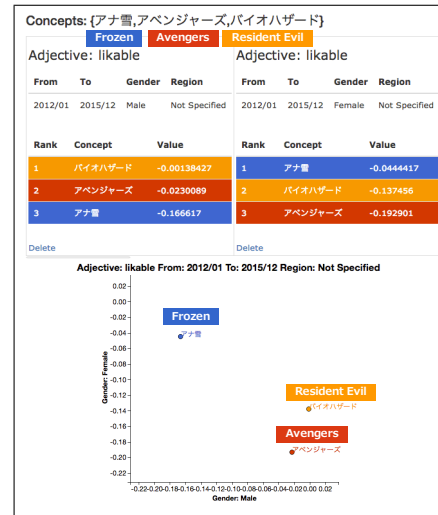 Concepts: {アナ雪,アベンジャーズ,バイオハザード}
Frozen Avengers Resident Evil
Adjective: likable
From To Gender Region
2012/01 2015/12 Male Not Specified
Rank Concept Value
1 バイオハザード -0.00138427
2 アベンジャーズ -0.0230089
3 アナ雪 -0.166617
Delete
Adjective: likable
From To Gender Region
2012/01 2015/12 Female Not Specified
Rank Concept Value
1 アナ雪 -0.0444417
2 バイオハザード -0.137456
3 アベンジャーズ -0.192901
Delete
Adjective: likable From: 2012/01 To: 2015/12 Region: Not Specified
Gender: Female
0.02
0.00
-0.02
-0.04
-0.06
-0.08
-0.10
-0.12
-0.14
-0.16
-0.18
-0.20
-0.22
Frozen
アナ雪
Resident Evil
バイオハザード
Avengers
アベンジャーズ
-0.22 -0.20 -0.18 -0.16 -0.14 -0.12 -0.10 -0.08 -0.06 -0.04 -0.02 0.00 0.02
Gender: Male